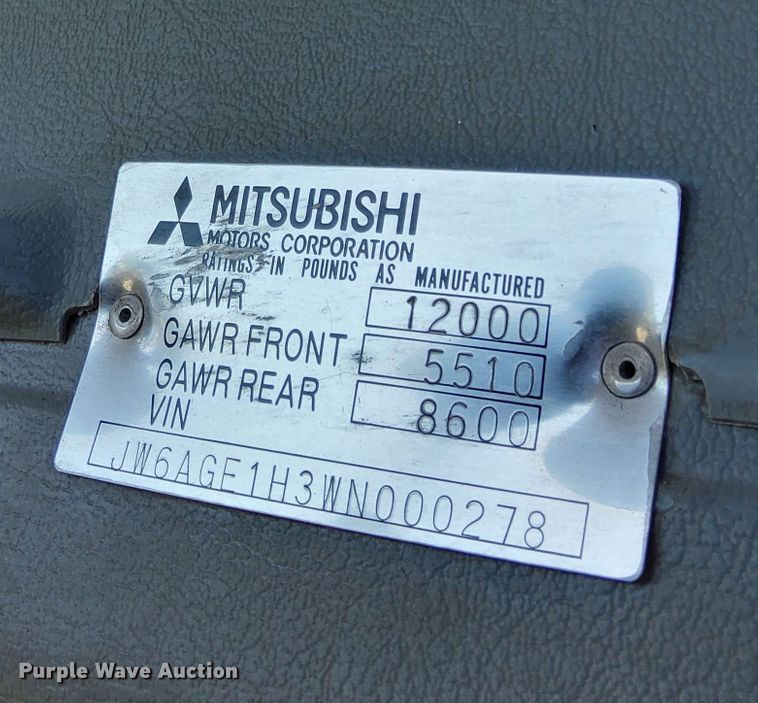 MITSUBISHI
MOTORS CORPORATION
RATINGS IN POUNDS AS MANUFACTURED
GVWR 12000
GAWR FRONT 5510
GAWR REAR 8600
VIN
JW6AGE1H3WN000278
Purple Wave Auction